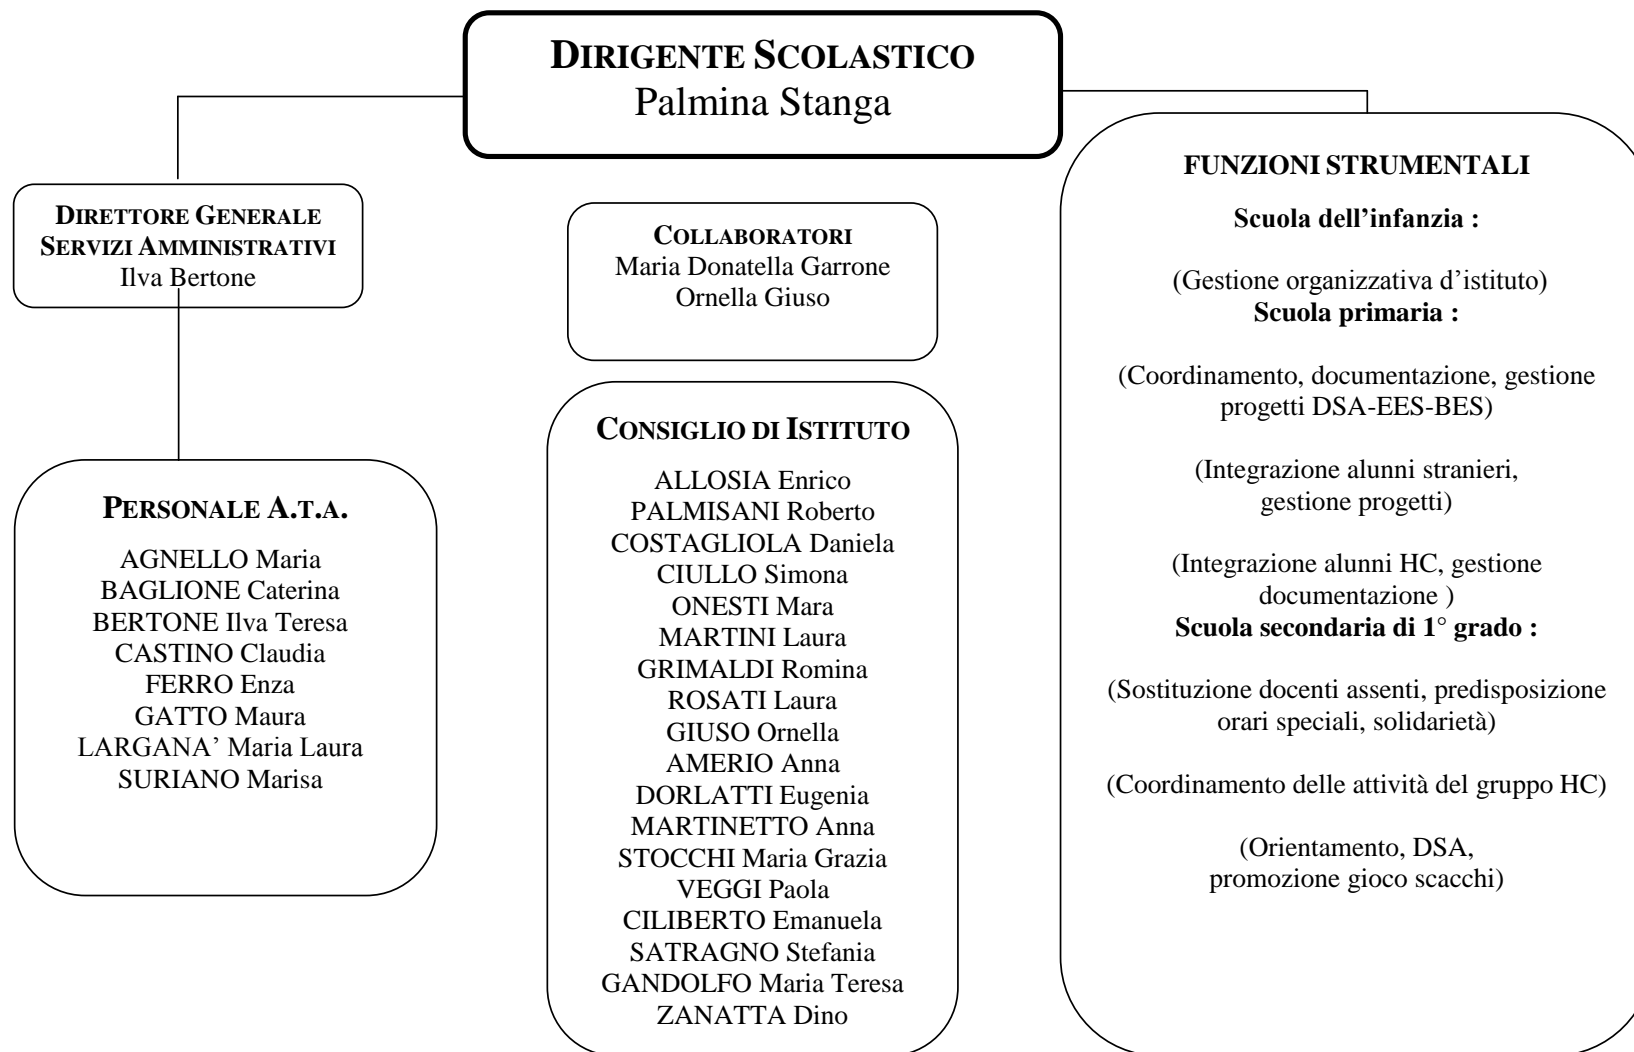 DIRIGENTE SCOLASTICO
Palmina Stanga
DIRETTORE GENERALE
SERVIZI AMMINISTRATIVI
Ilva Bertone
PERSONALE A.T.A.
AGNELLO Maria
BAGLIONE Caterina
BERTONE Ilva Teresa
CASTINO Claudia
FERRO Enza
GATTO Maura
LARGANA’ Maria Laura
SURIANO Marisa
COLLABORATORI
Maria Donatella Garrone
Ornella Giuso
CONSIGLIO DI ISTITUTO
ALLOSIA Enrico
PALMISANI Roberto
COSTAGLIOLA Daniela
CIULLO Simona
ONESTI Mara
MARTINI Laura
GRIMALDI Romina
ROSATI Laura
GIUSO Ornella
AMERIO Anna
DORLATTI Eugenia
MARTINETTO Anna
STOCCHI Maria Grazia
VEGGI Paola
CILIBERTO Emanuela
SATRAGNO Stefania
GANDOLFO Maria Teresa
ZANATTA Dino
FUNZIONI STRUMENTALI
Scuola dell’infanzia :
(Gestione organizzativa d’istituto)
Scuola primaria :
(Coordinamento, documentazione, gestione
progetti DSA-EES-BES)
(Integrazione alunni stranieri,
gestione progetti)
(Integrazione alunni HC, gestione
documentazione )
Scuola secondaria di 1° grado :
(Sostituzione docenti assenti, predisposizione
orari speciali, solidarietà)
(Coordinamento delle attività del gruppo HC)
(Orientamento, DSA,
promozione gioco scacchi)